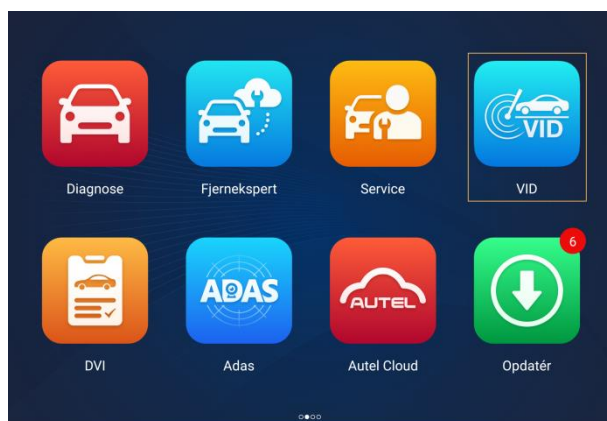 VID
Diagnose
Fjernekspert
Service
VID
6
ADAS
AUTEL
DVI
Adas
Autel Cloud
Opdatér